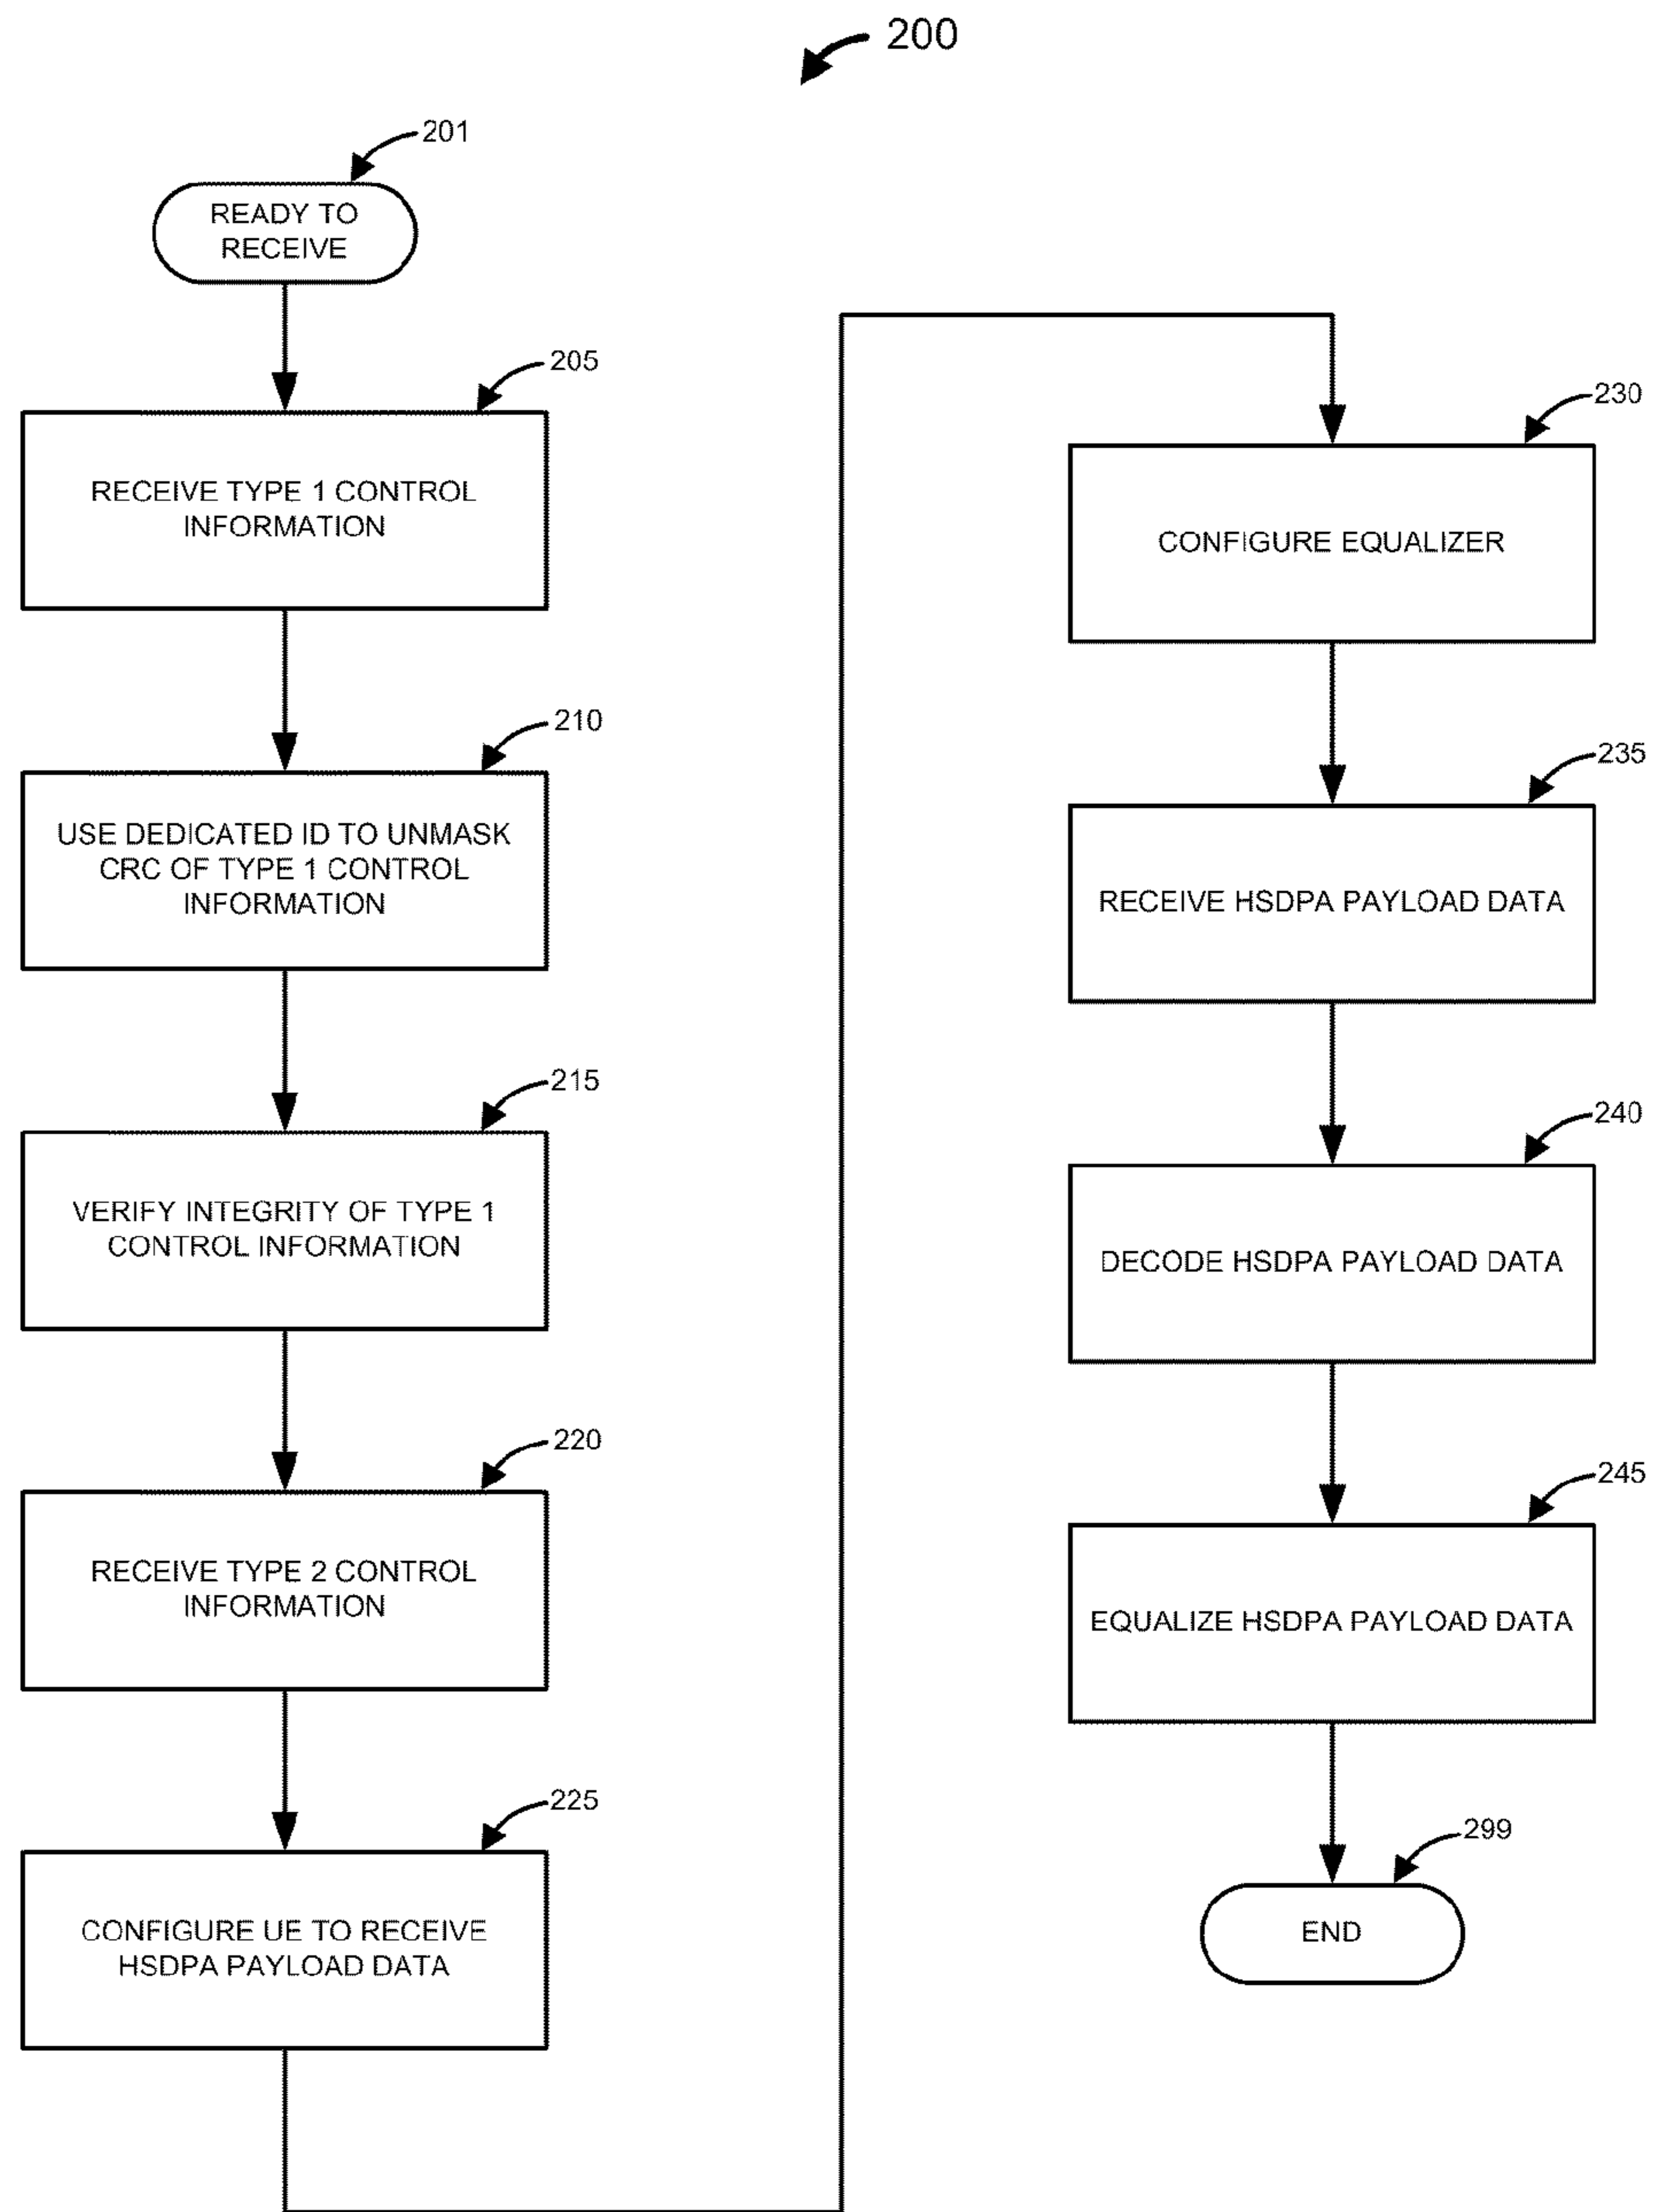 200
201
READY TO
RECEIVE
205
RECEIVE TYPE 1 CONTROL
INFORMATION
210
USE DEDICATED ID TO UNMASK
CRC OF TYPE 1 CONTROL
INFORMATION
215
VERIFY INTEGRITY OF TYPE 1
CONTROL INFORMATION
220
RECEIVE TYPE 2 CONTROL
INFORMATION
225
CONFIGURE UE TO RECEIVE
HSDPA PAYLOAD DATA
230
CONFIGURE EQUALIZER
235
RECEIVE HSDPA PAYLOAD DATA
240
DECODE HSDPA PAYLOAD DATA
245
EQUALIZE HSDPA PAYLOAD DATA
299
END